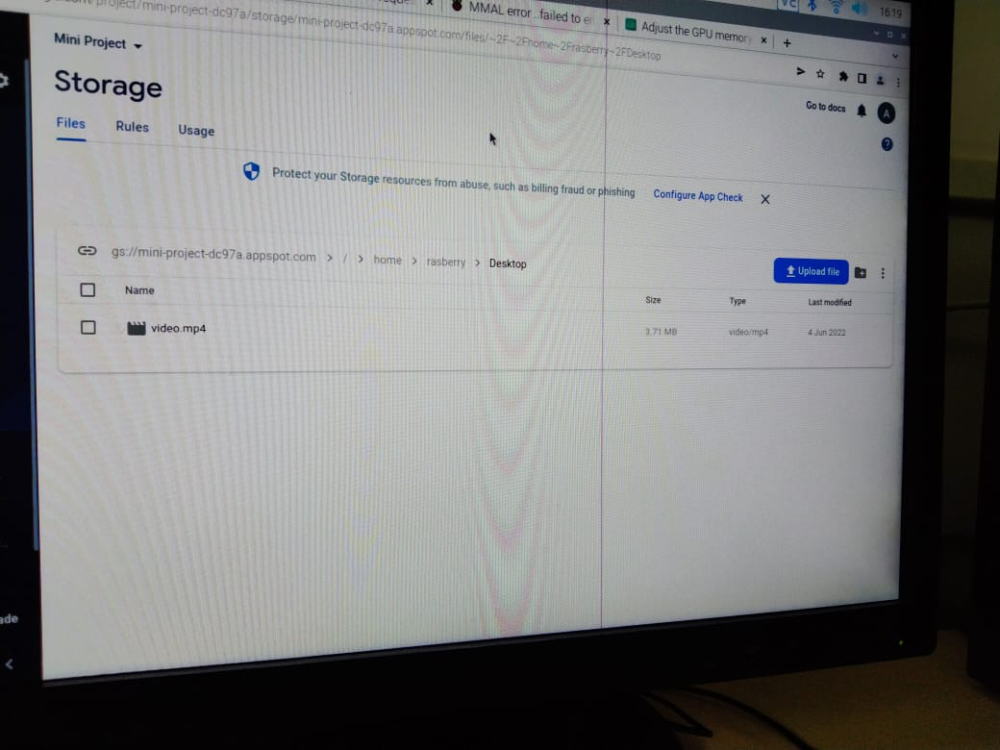 MMAL error ..failed to en
Adjust the GPU memory
16:19
project/mini-project-dc97a/storage/mini-project-dc97a.appspot.com/files/~2F~2Fhome~2Frasberry~2FDesktop
Mini Project
Storage
Go to docs
A
Files
Rules
Usage
Protect your Storage resources from abuse, such as billing fraud or phishing
Configure App Check
gs://mini-project-dc97a.appspot.com > / > home > rasberry > Desktop
Upload file
Name
Size
Type
Last modified
video.mp4
3.71 MB
video/mp4
4 Jun 2022
ade